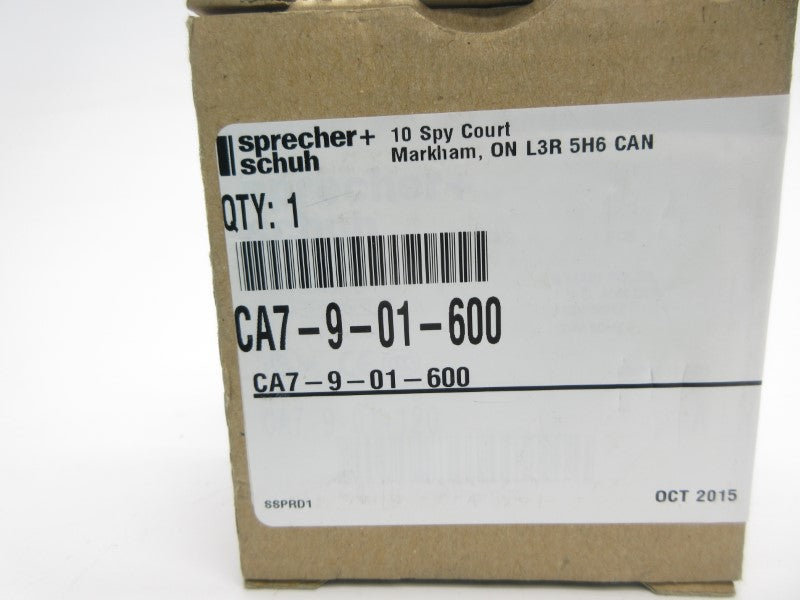 sprecher+
schuh
10 Spy Court
Markham, ON L3R 5H6 CAN
QTY: 1
CA7-9-01-600
CA7-9-01-600
SSPRD1
OCT 2015